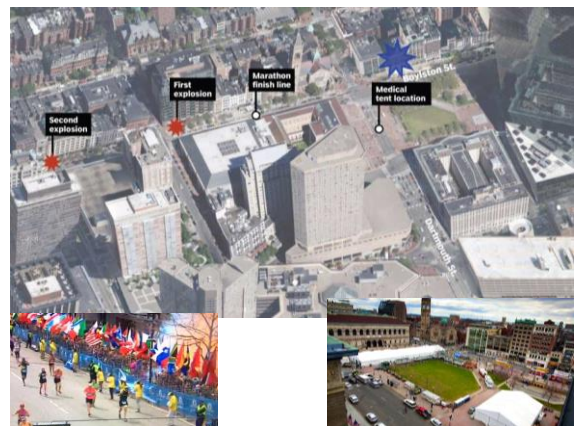 Marathon
finish line
First
explosion
Medical
tent location
Second
explosion
Boylston St.
Dartmouth St.